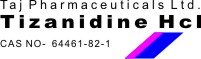 Taj Pharmaceuticals Ltd.
Tizanidine Hcl
CAS NO- 64461-82-1